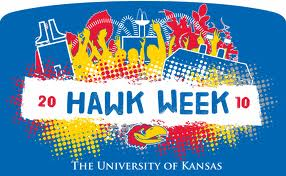 20 HAWK WEEK 10
THE UNIVERSITY OF KANSAS